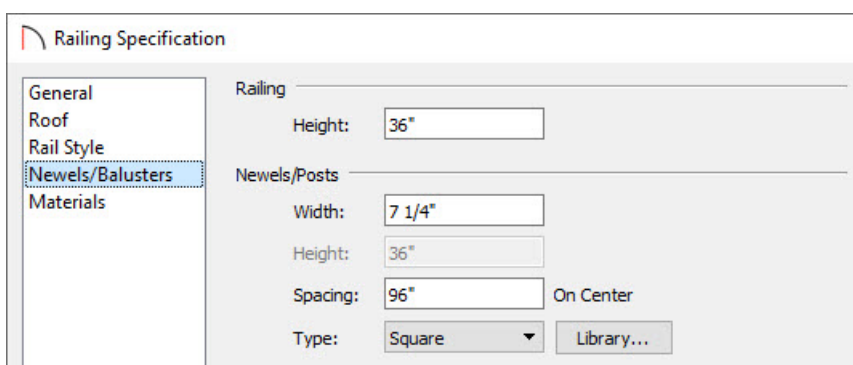 Railing Specification
General
Roof
Rail Style
Newels/Balusters
Materials
Railing
Height: 36"
Newels/Posts
Width: 7 1/4"
Height: 36"
Spacing: 96" On Center
Type: Square Library...